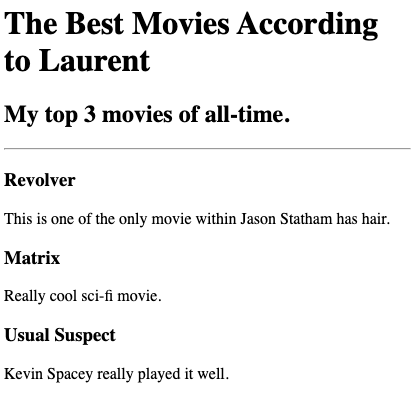 The Best Movies According
to Laurent
My top 3 movies of all-time.
Revolver
This is one of the only movie within Jason Statham has hair.
Matrix
Really cool sci-fi movie.
Usual Suspect
Kevin Spacey really played it well.